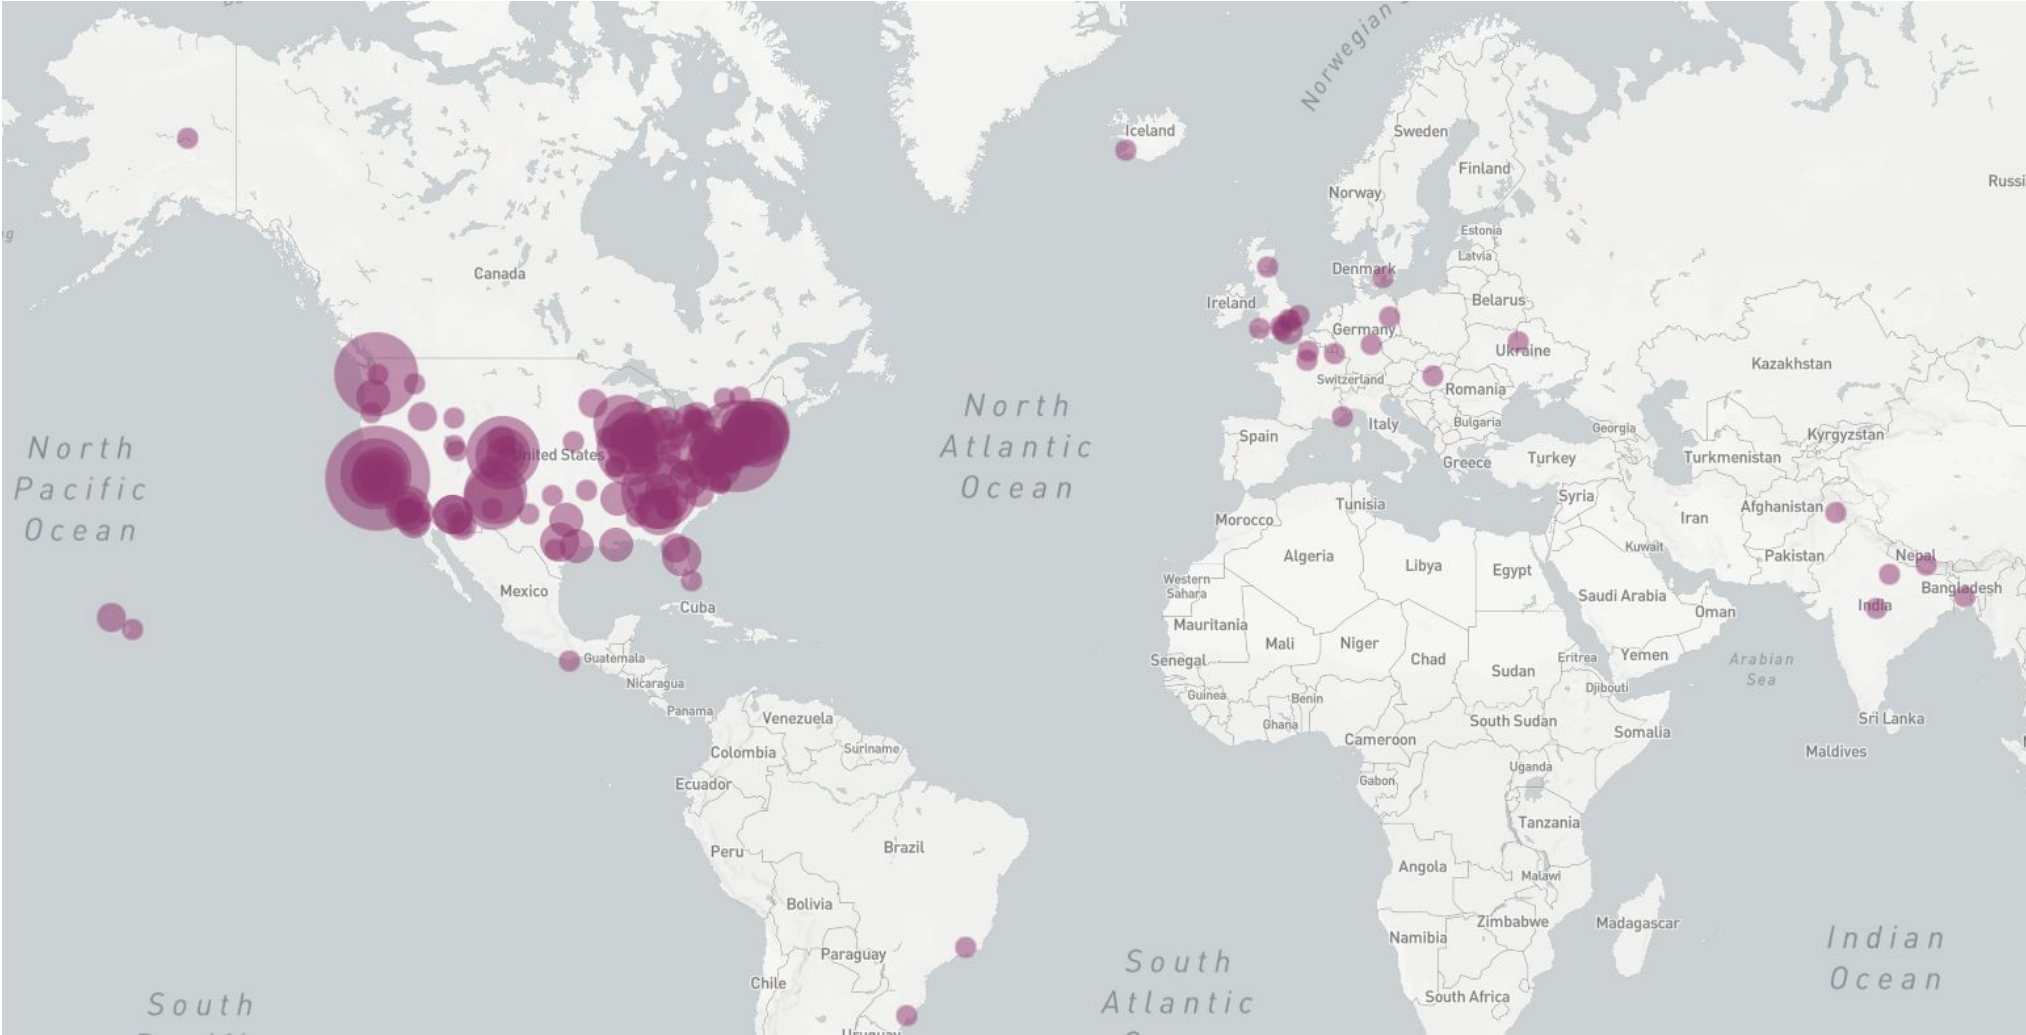 Norwegian
Iceland
Sweden
Finland
Norway
Russi
Estonia
Latvia
Denmark
Canada
Ireland
Belarus
Germany
Ukraine
Kazakhstan
Switzerland
Romania
North
Atlantic
Ocean
Italy
Bulgaria
Georgia
Kyrgyzstan
Spain
North
Pacific
Ocean
United States
Greece
Turkey
Turkmenistan
Syria
Tunisia
Afghanistan
Iran
Morocco
Algeria
Libya
Egypt
Kuwait
Pakistan
Nepal
Western
Sahara
Mexico
Saudi Arabia
Bangladesh
Cuba
India
Oman
Mauritania
Mali
Niger
Chad
Sudan
Eritrea
Yemen
Arabian
Sea
Senegal
Guatemala
Nicaragua
Guinea
Benin
Djibouti
Panama
Venezuela
Ghana
South Sudan
Somalia
Sri Lanka
Colombia
Suriname
Cameroon
Maldives
Ecuador
Gabon
Uganda
Tanzania
Peru
Brazil
Angola
Malawi
Bolivia
Zimbabwe
Madagascar
Namibia
Indian
Ocean
Paraguay
South
Atlantic
Chile
South Africa
South
Uruguay